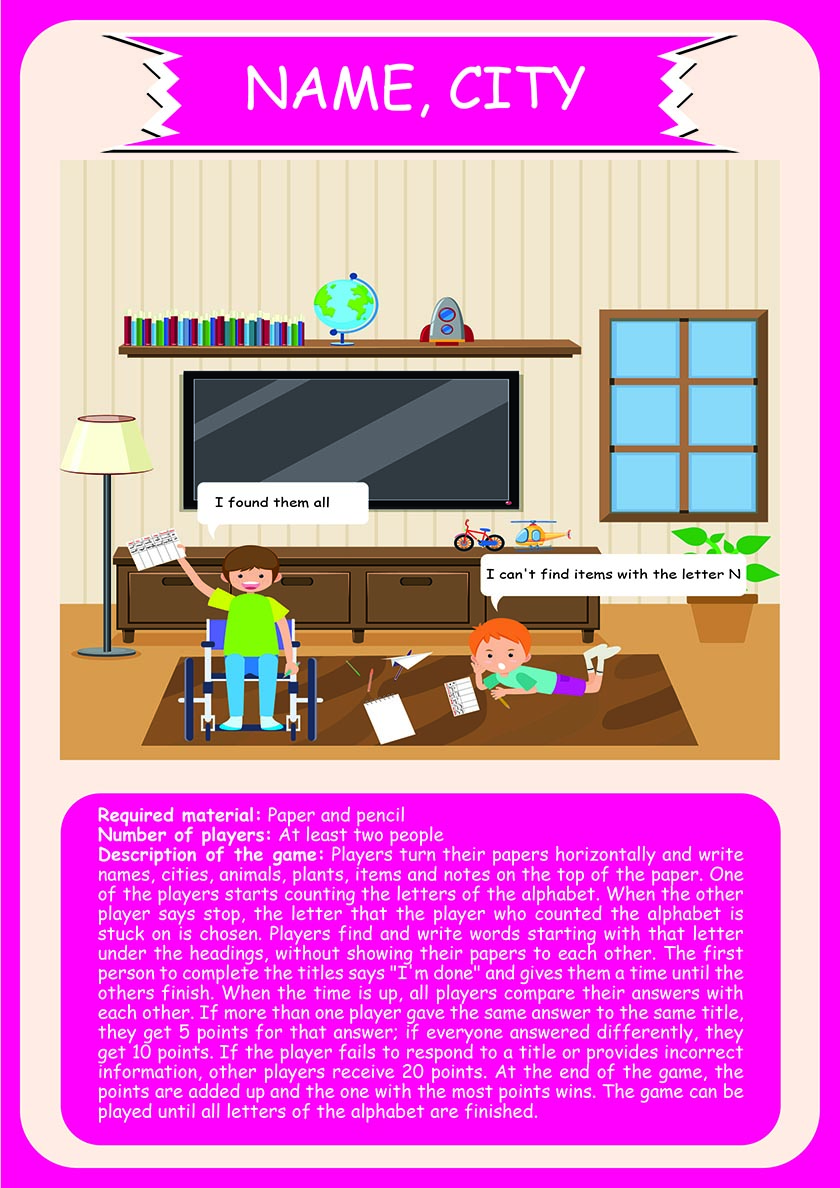 NAME, CITY
I found them all
I can't find items with the letter N
Required material: Paper and pencil
Number of players: At least two people
Description of the game: Players turn their papers horizontally and write
names, cities, animals, plants, items and notes on the top of the paper. One
of the players starts counting the letters of the alphabet. When the other
player says stop, the letter that the player who counted the alphabet is
stuck on is chosen. Players find and write words starting with that letter
under the headings, without showing their papers to each other. The first
person to complete the titles says "I'm done" and gives them a time until the
others finish. When the time is up, all players compare their answers with
each other. If more than one player gave the same answer to the same title,
they get 5 points for that answer; if everyone answered differently, they
get 10 points. If the player fails to respond to a title or provides incorrect
information, other players receive 20 points. At the end of the game, the
points are added up and the one with the most points wins. The game can be
played until all letters of the alphabet are finished.